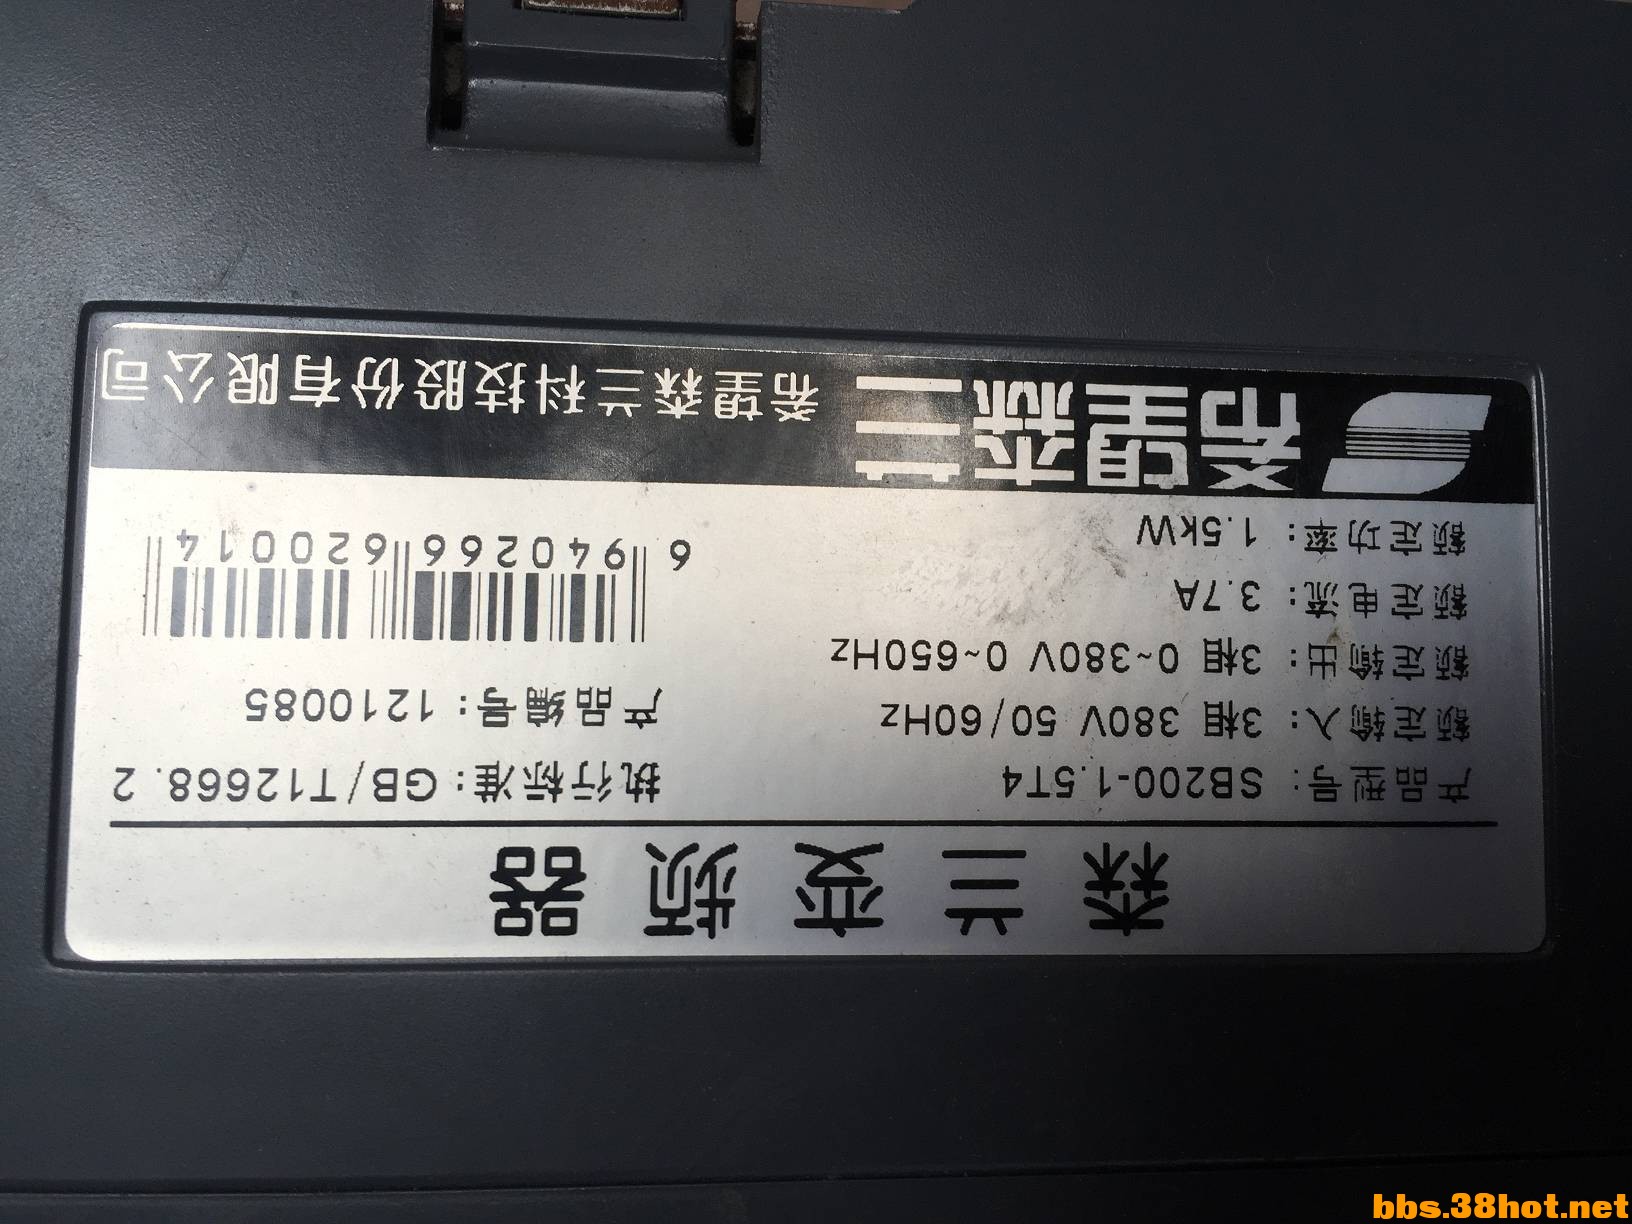 森兰变频器
产品型号: SB200-1.5T4
额定输入: 3相 380V 50/60Hz
额定输出: 3相 0~380V 0~650Hz
额定电流: 3.7A
额定功率: 1.5kW
执行标准: GB/T12668.2
产品编号: 1210085
6 940266 620014
希望森兰
希望森兰科技股份有限公司
bbs.38hot.net